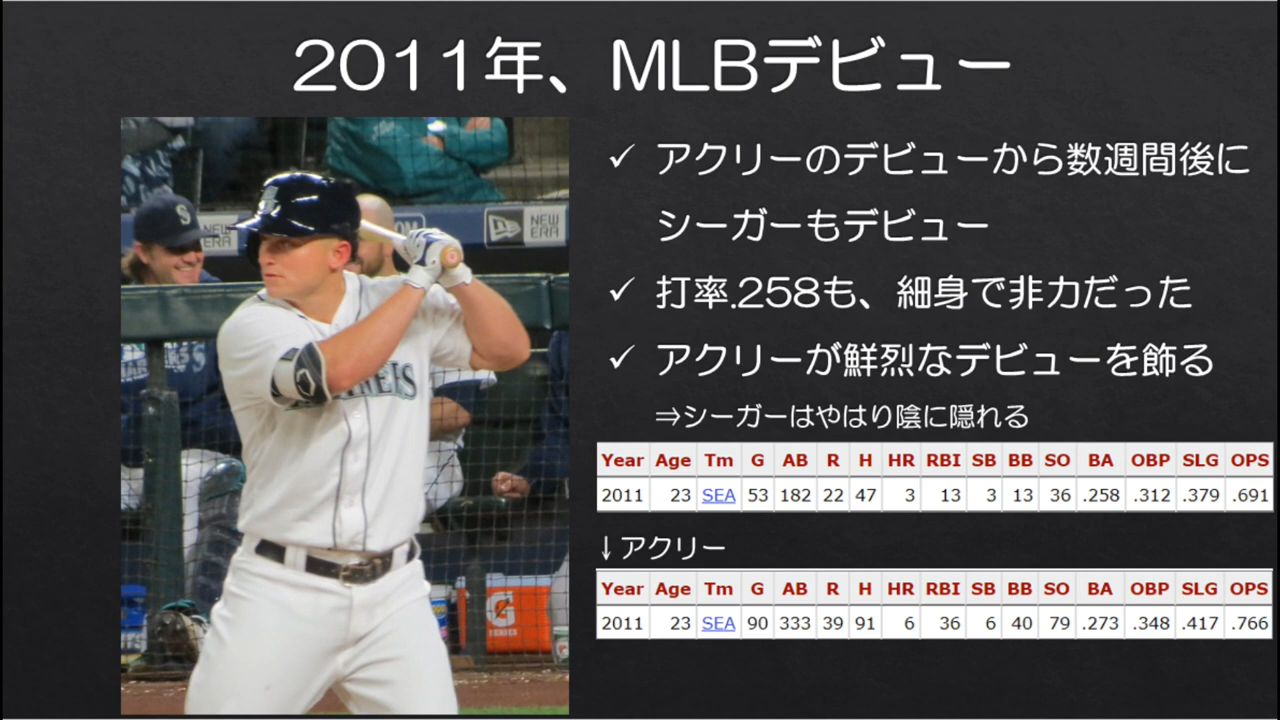 2011年、MLBデビュー
✓ アクリーのデビューから数週間後に
シーガーもデビュー
✓ 打率.258も、細身で非力だった
✓ アクリーが鮮烈なデビューを飾る
⇒シーガーはやはり陰に隠れる
Year Age Tm G AB R H HR RBI SB BB SO BA OBP SLG OPS
2011 23 SEA 53 182 22 47 3 13 3 13 36 .258 .312 .379 .691
↓アクリー
Year Age Tm G AB R H HR RBI SB BB SO BA OBP SLG OPS
2011 23 SEA 90 333 39 91 6 36 6 40 79 .273 .348 .417 .766
S
NEW
ERA
NEW
ERA
G